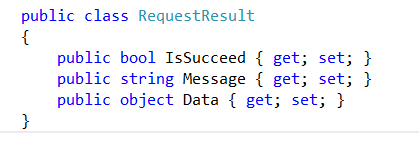 public class RequestResult
{
    public bool IsSucceed { get; set; }
    public string Message { get; set; }
    public object Data { get; set; }
}